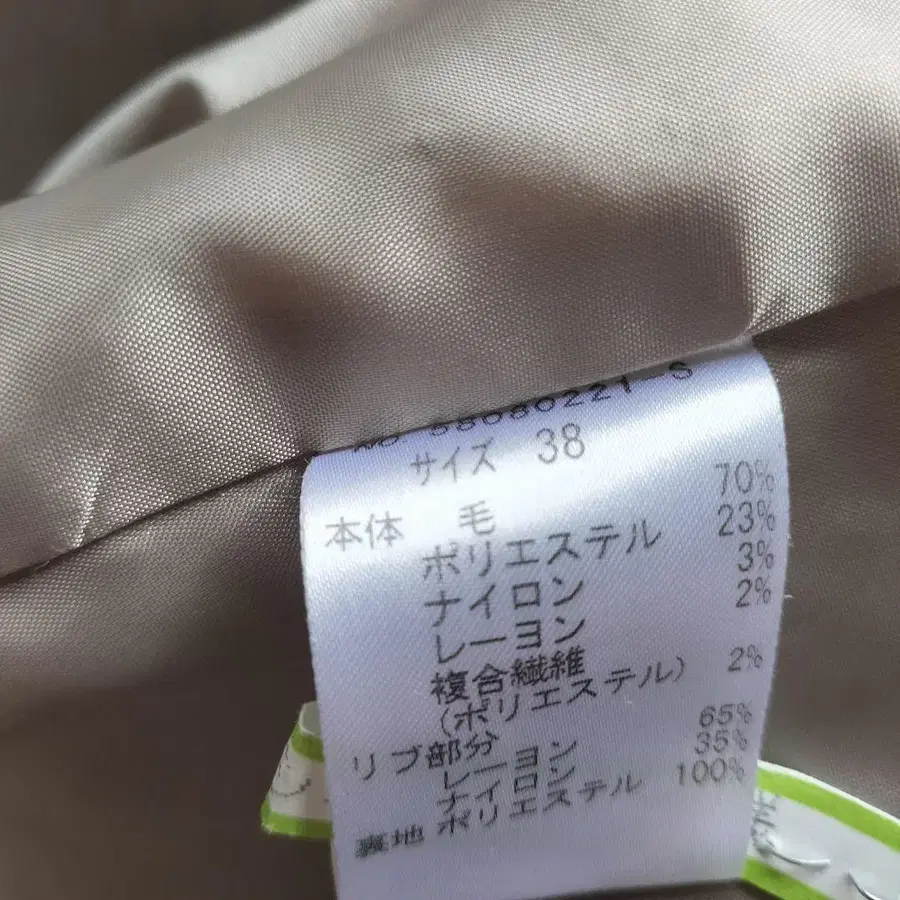 58080221-S
サイズ 38
本体 毛 70%
ポリエステル 23%
ナイロン 3%
レーヨン 2%
複合繊維
(ポリエステル) 2%
リブ部分
レーヨン 65%
ナイロン 35%
裏地 ポリエステル 100%